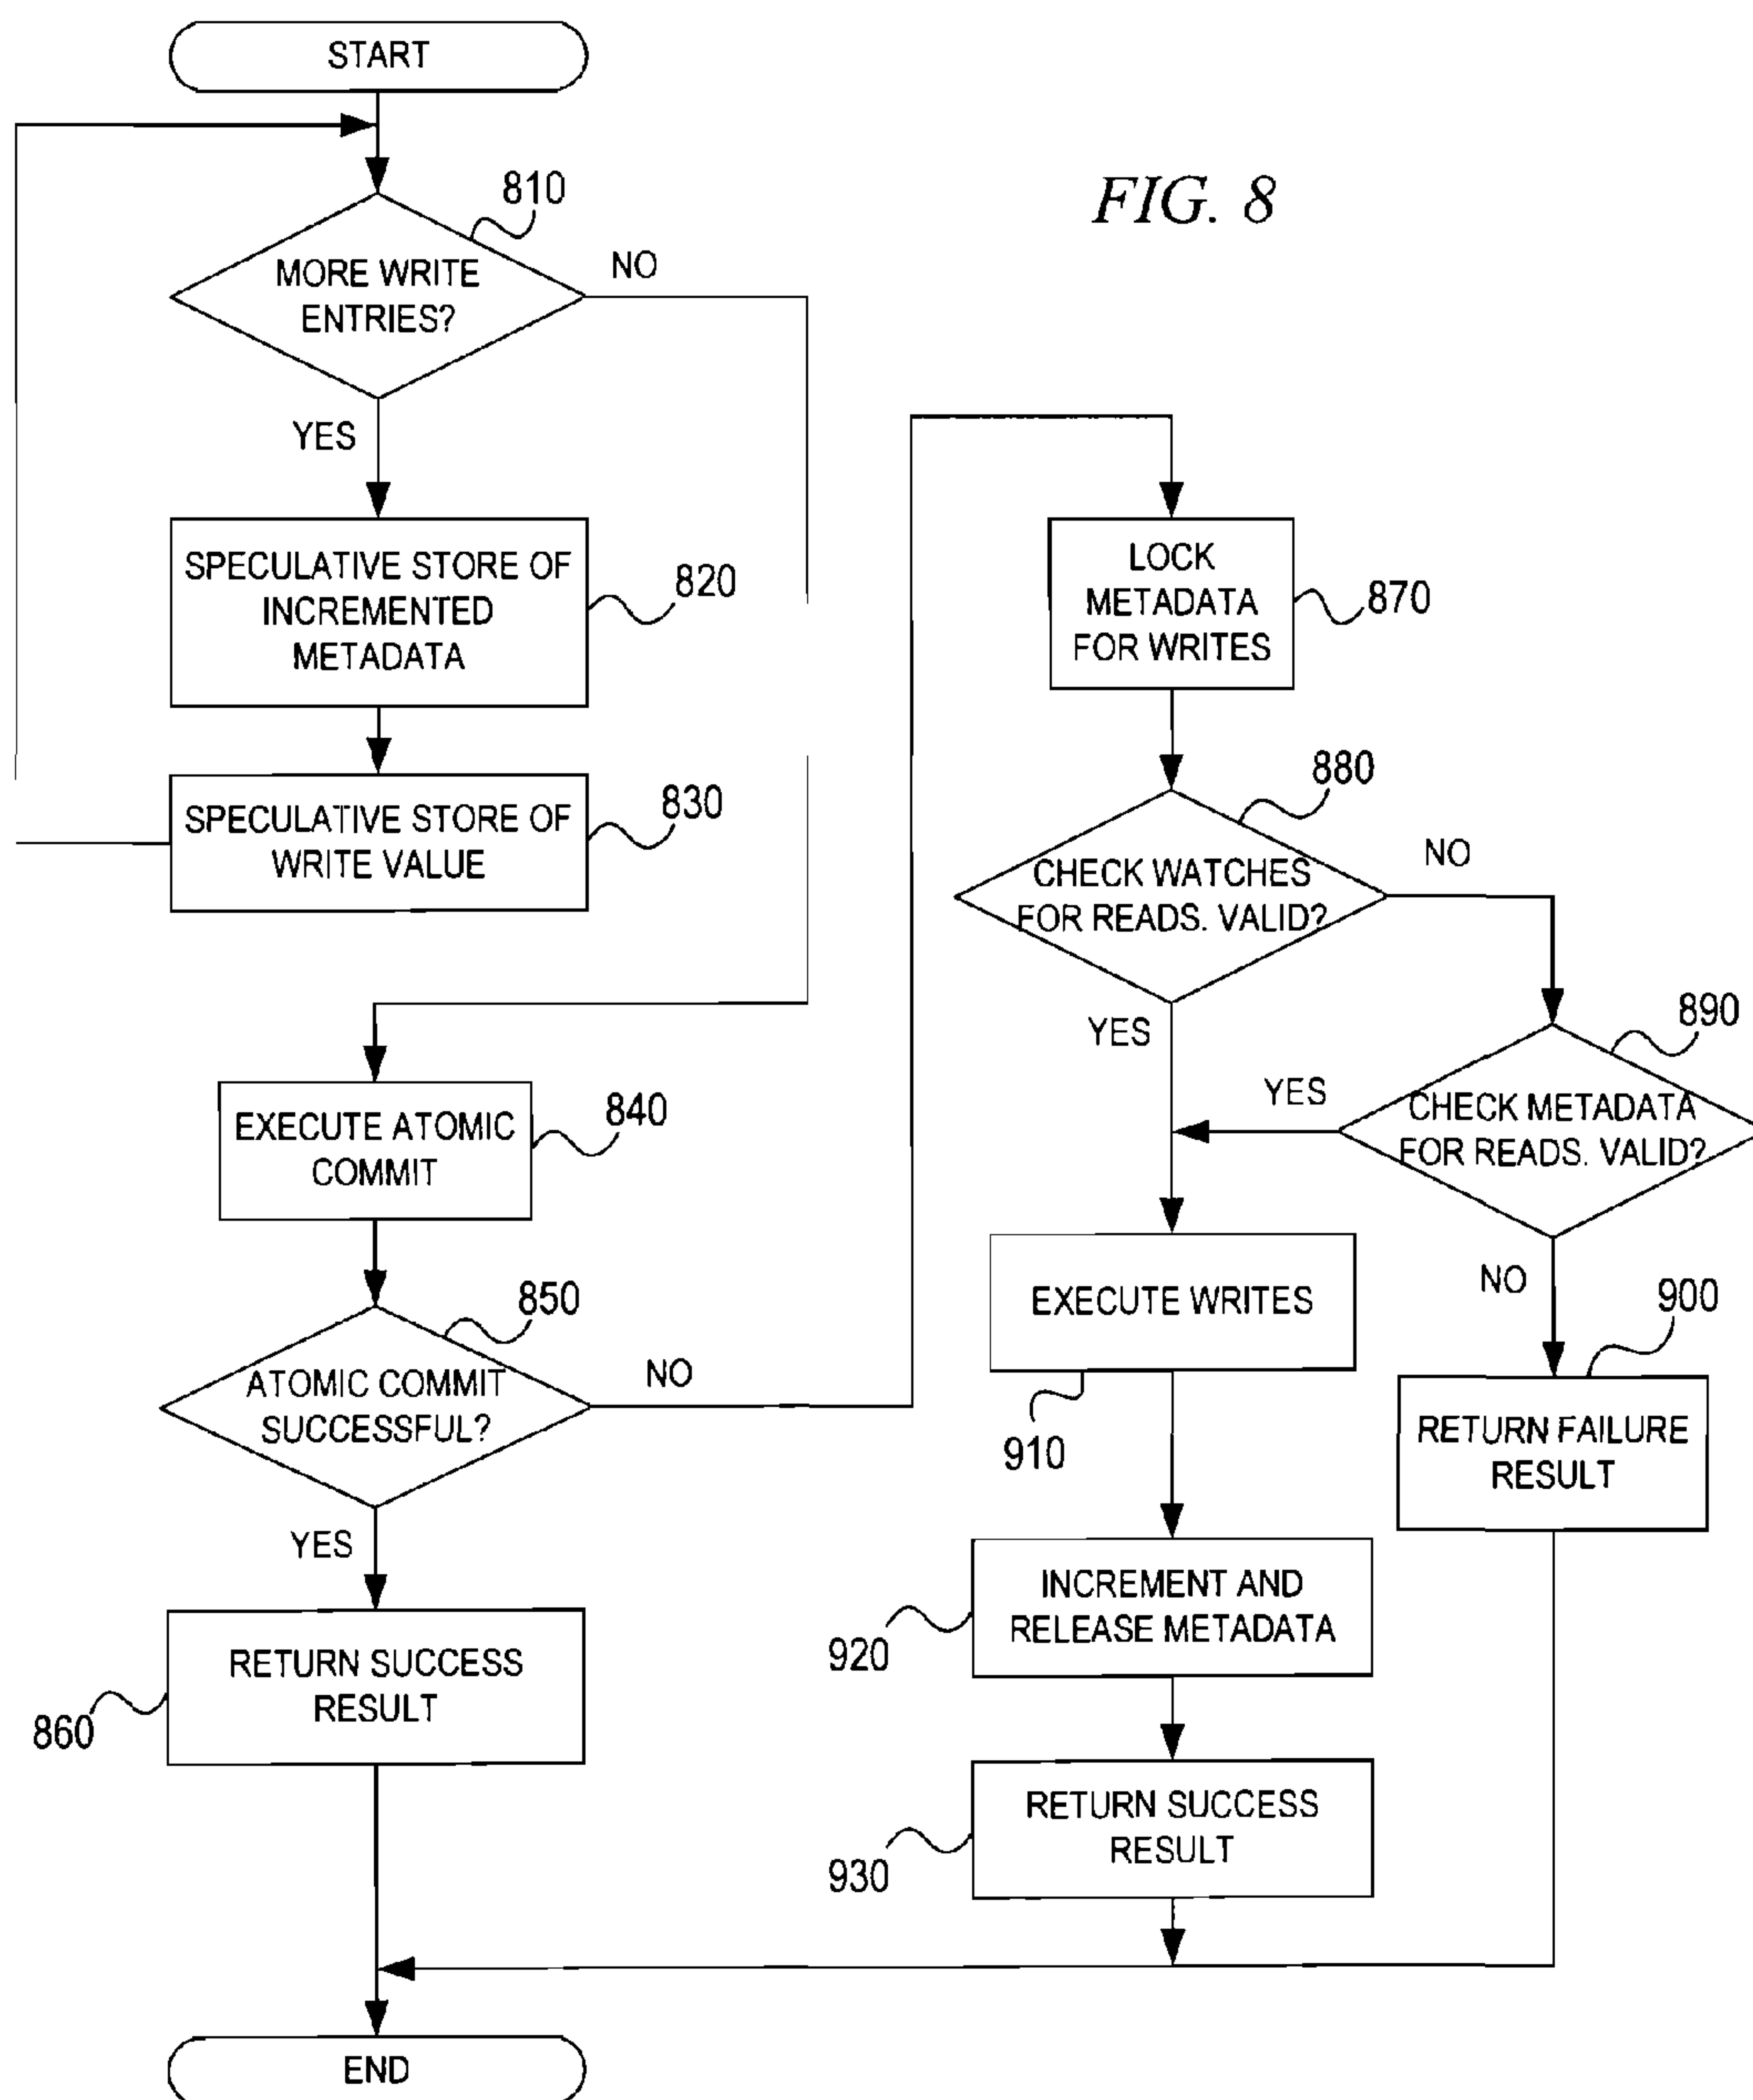 START
FIG. 8
810
MORE WRITE
ENTRIES?
NO
YES
SPECULATIVE STORE OF
INCREMENTED
METADATA
820
SPECULATIVE STORE OF
WRITE VALUE
830
EXECUTE ATOMIC
COMMIT
840
850
ATOMIC COMMIT
SUCCESSFUL?
NO
YES
RETURN SUCCESS
RESULT
860
LOCK
METADATA
FOR WRITES
870
880
CHECK WATCHES
FOR READS. VALID?
NO
YES
890
CHECK METADATA
FOR READS. VALID?
YES
NO
900
RETURN FAILURE
RESULT
EXECUTE WRITES
910
INCREMENT AND
RELEASE METADATA
920
RETURN SUCCESS
RESULT
930
END